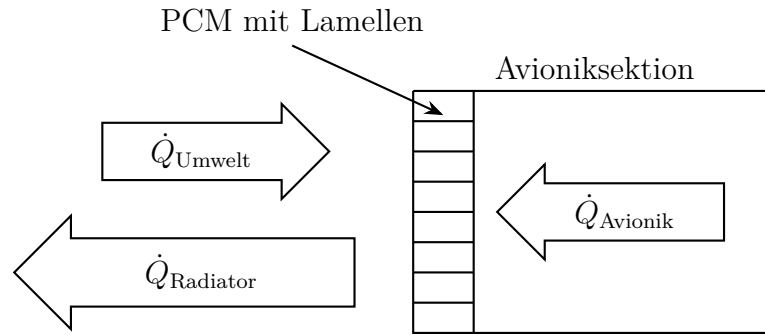 PCM mit Lamellen
Avioniksektion
Q̇Umwelt
Q̇Avionik
Q̇Radiator